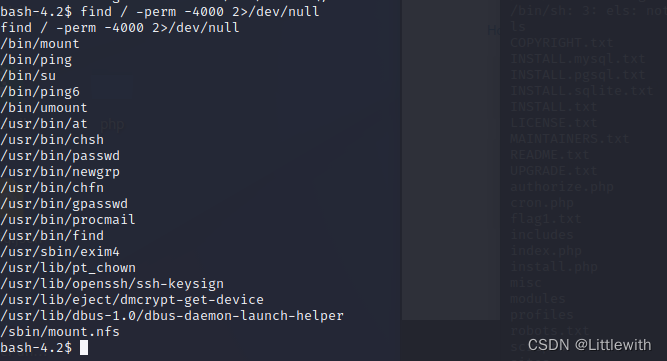 bash-4.2$ find / -perm -4000 2>/dev/null
find / -perm -4000 2>/dev/null
/bin/mount
/bin/ping
/bin/su
/bin/ping6
/bin/umount
/usr/bin/at
/usr/bin/chsh
/usr/bin/passwd
/usr/bin/newgrp
/usr/bin/chfn
/usr/bin/gpasswd
/usr/bin/procmail
/usr/bin/find
/usr/sbin/exim4
/usr/lib/pt_chown
/usr/lib/openssh/ssh-keysign
/usr/lib/eject/dmcrypt-get-device
/usr/lib/dbus-1.0/dbus-daemon-launch-helper
/sbin/mount.nfs
bash-4.2$
/bin/sh: 3: els: not
ls
COPYRIGHT.txt
INSTALL.mysql.txt
INSTALL.pgsql.txt
INSTALL.sqlite.txt
INSTALL.txt
LICENSE.txt
MAINTAINERS.txt
README.txt
UPGRADE.txt
authorize.php
cron.php
flag1.txt
includes
index.php
install.php
misc
modules
profiles
robots.txt
CSDN @Littlewith